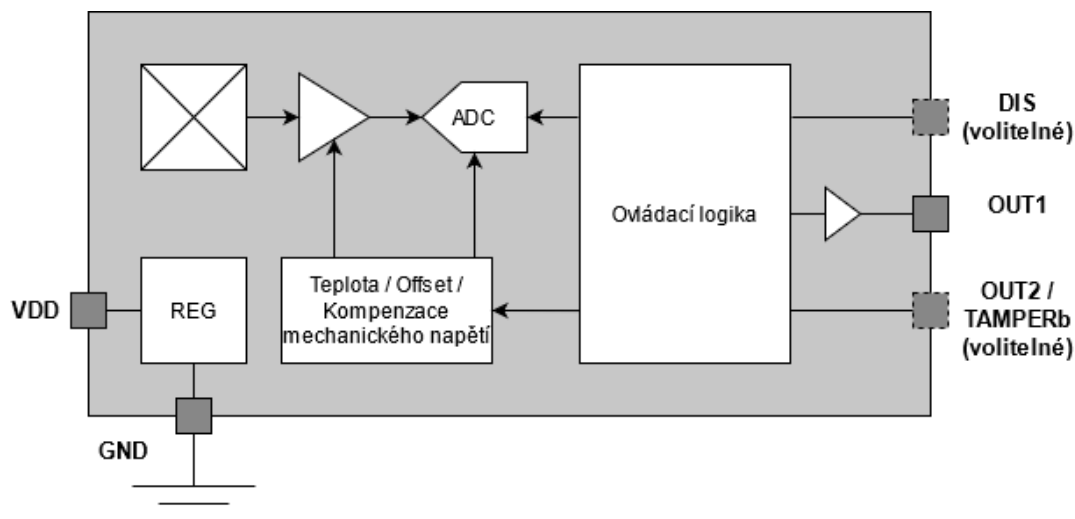 ADC
DIS
(volitelné)
Ovládací logika
OUT1
VDD
REG
Teplota / Offset /
Kompenzace
mechanického napětí
OUT2 /
TAMPERb
(volitelné)
GND